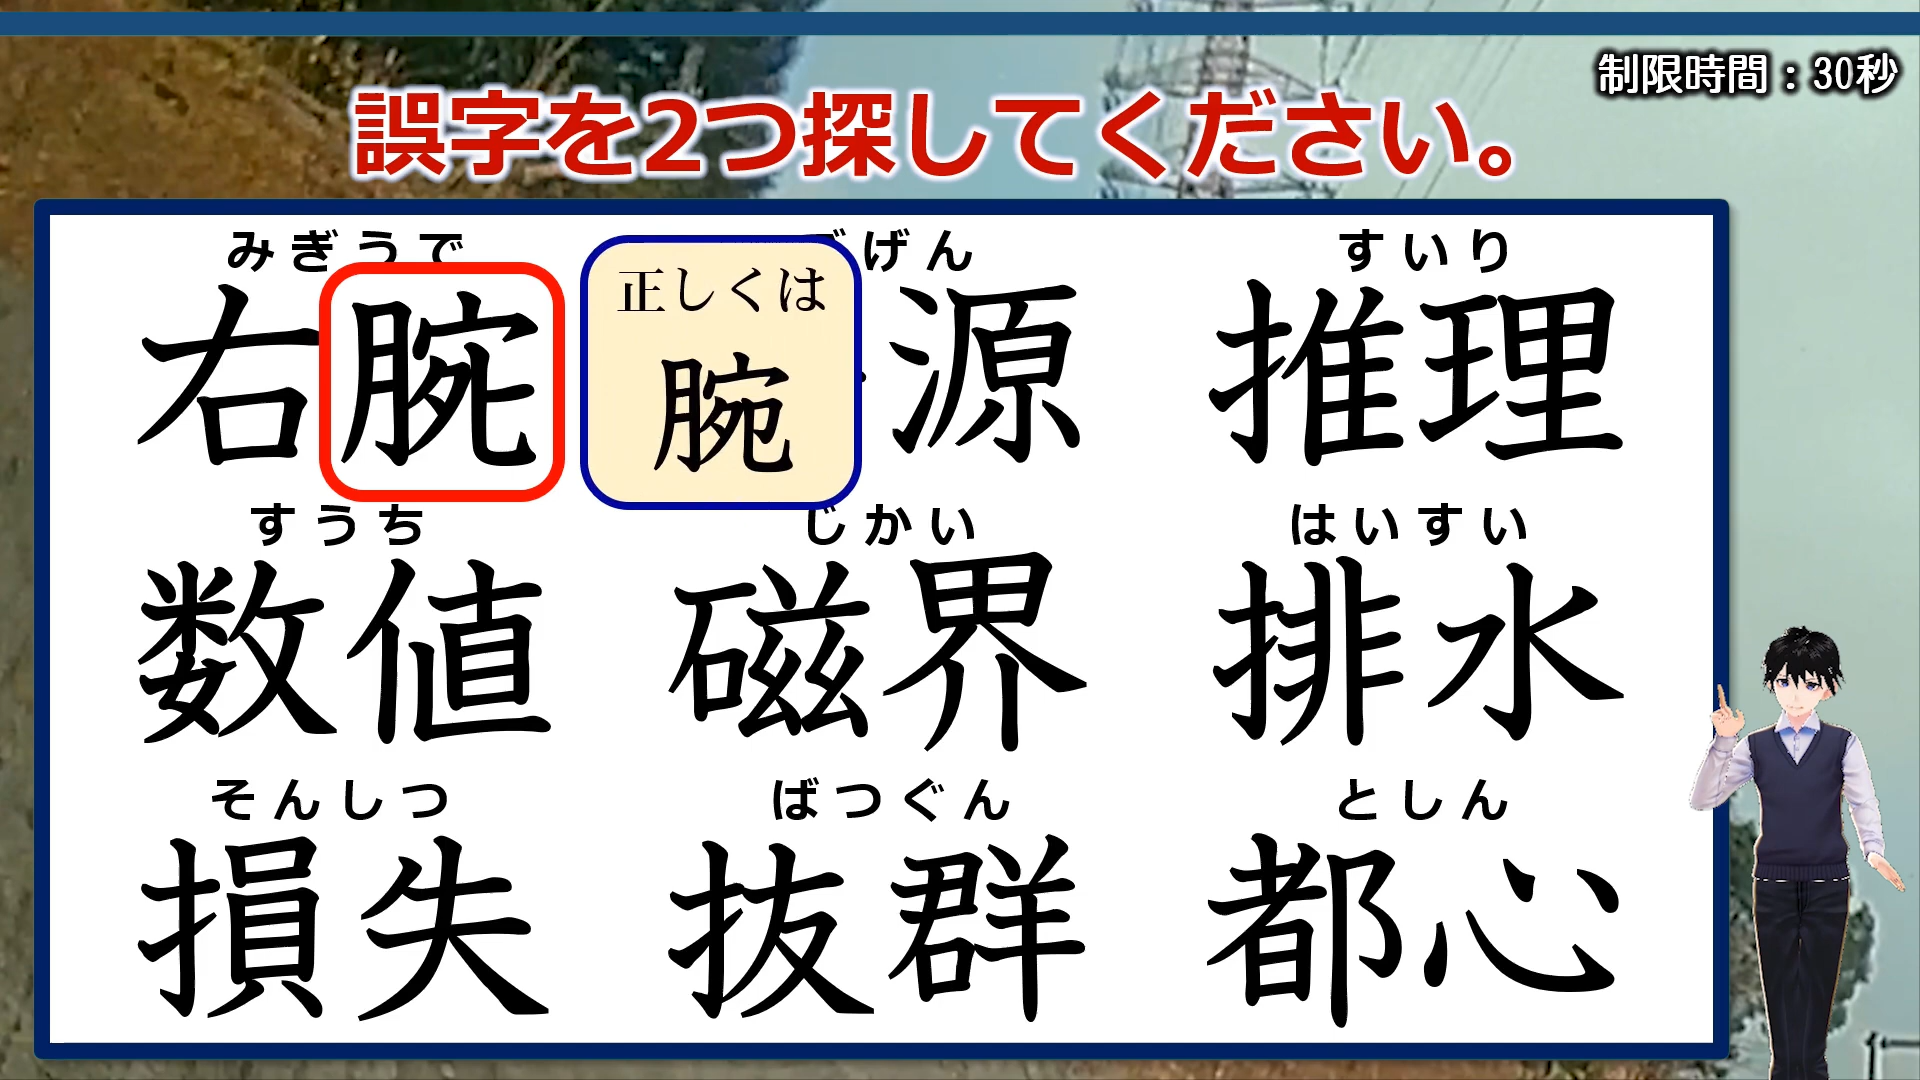 制限時間：30秒
誤字を2つ探してください。
みぎうで
右腕
正しくは
腕
げん
源
すいり
推理
すうち
数値
じかい
磁界
はいすい
排水
そんしつ
損失
ばつぐん
抜群
としん
都心